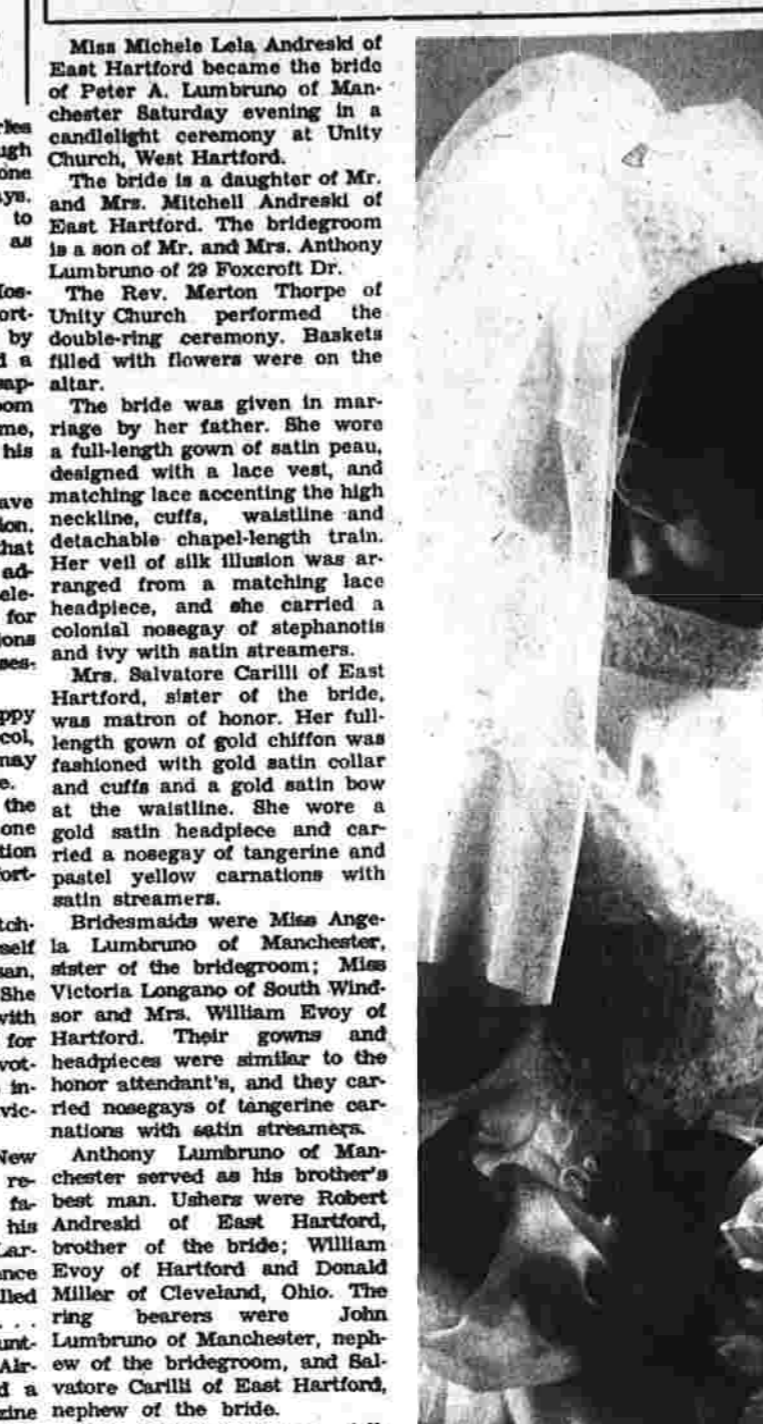 Miss Michele Lela Andreski of
East Hartford became the bride
of Peter A. Lumbruno of Man-
chester Saturday evening in a
candlelight ceremony at Unity
Church, West Hartford.
The bride is a daughter of Mr.
and Mrs. Mitchell Andreski of
East Hartford. The bridegroom
is a son of Mr. and Mrs. Anthony
Lumbruno of 29 Foxcroft Dr.
The Rev. Merton Thorpe of
Unity Church performed the
double-ring ceremony. Baskets
filled with flowers were on the
altar.
The bride was given in mar-
riage by her father. She wore
a full-length gown of satin peau,
designed with a lace vest, and
matching lace accenting the high
neckline, cuffs, waistline and
detachable chapel-length train.
Her veil of silk illusion was ar-
ranged from a matching lace
headpiece, and she carried a
colonial nosegay of stephanotis
and ivy with satin streamers.
Mrs. Salvatore Carilli of East
Hartford, sister of the bride,
was matron of honor. Her full-
length gown of gold chiffon was
fashioned with gold satin collar
and cuffs and a gold satin bow
at the waistline. She wore a
gold satin headpiece and car-
ried a nosegay of tangerine and
pastel yellow carnations with
satin streamers.
Bridesmaids were Miss Ange-
la Lumbruno of Manchester,
sister of the bridegroom; Miss
Victoria Longano of South Wind-
sor and Mrs. William Evoy of
Hartford. Their gowns and
headpieces were similar to the
honor attendant's, and they car-
ried nosegays of tangerine car-
nations with satin streamers.
Anthony Lumbruno of Man-
chester served as his brother's
best man. Ushers were Robert
Andreski of East Hartford,
brother of the bride; William
Evoy of Hartford and Donald
Miller of Cleveland, Ohio. The
ring bearers were John
Lumbruno of Manchester, neph-
ew of the bridegroom, and Sal-
vatore Carilli of East Hartford,
nephew of the bride.